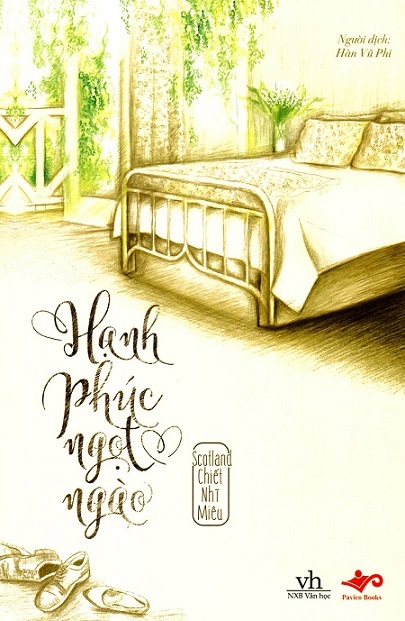 Người dịch:
Hàn Vũ Phi
Hạnh
phúc
ngọt
ngào
Scotland
Chiết
Nhĩ
Miêu
vh
NXB Văn học
Pavico Books